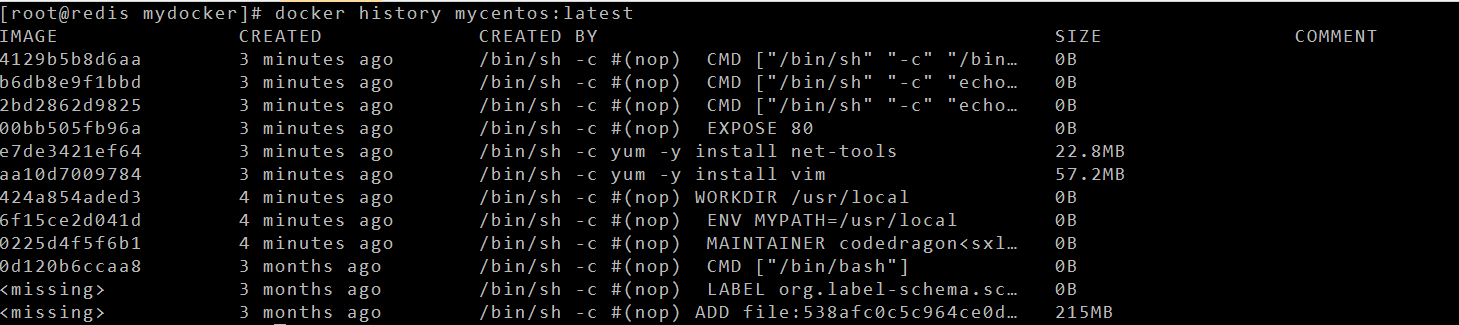 [root@redis mydocker]# docker history mycentos:latest
IMAGE CREATED CREATED BY SIZE COMMENT
4129b5b8d6aa 3 minutes ago /bin/sh -c #(nop) CMD ["/bin/sh" "-c" "/bin… 0B
b6db8e9f1bbd 3 minutes ago /bin/sh -c #(nop) CMD ["/bin/sh" "-c" "echo… 0B
2bd2862d9825 3 minutes ago /bin/sh -c #(nop) CMD ["/bin/sh" "-c" "echo… 0B
00bb505fb96a 3 minutes ago /bin/sh -c #(nop) EXPOSE 80 0B
e7de3421ef64 3 minutes ago /bin/sh -c yum -y install net-tools 22.8MB
aa10d7009784 3 minutes ago /bin/sh -c yum -y install vim 57.2MB
424a854aded3 4 minutes ago /bin/sh -c #(nop) WORKDIR /usr/local 0B
6f15ce2d041d 4 minutes ago /bin/sh -c #(nop) ENV MYPATH=/usr/local 0B
0225d4f5f6b1 4 minutes ago /bin/sh -c #(nop) MAINTAINER codedragon<sxl… 0B
0d120b6ccaa8 3 months ago /bin/sh -c #(nop) CMD ["/bin/bash"] 0B
<missing> 3 months ago /bin/sh -c #(nop) LABEL org.label-schema.sc… 0B
<missing> 3 months ago /bin/sh -c #(nop) ADD file:538afc0c5c964ce0d… 215MB